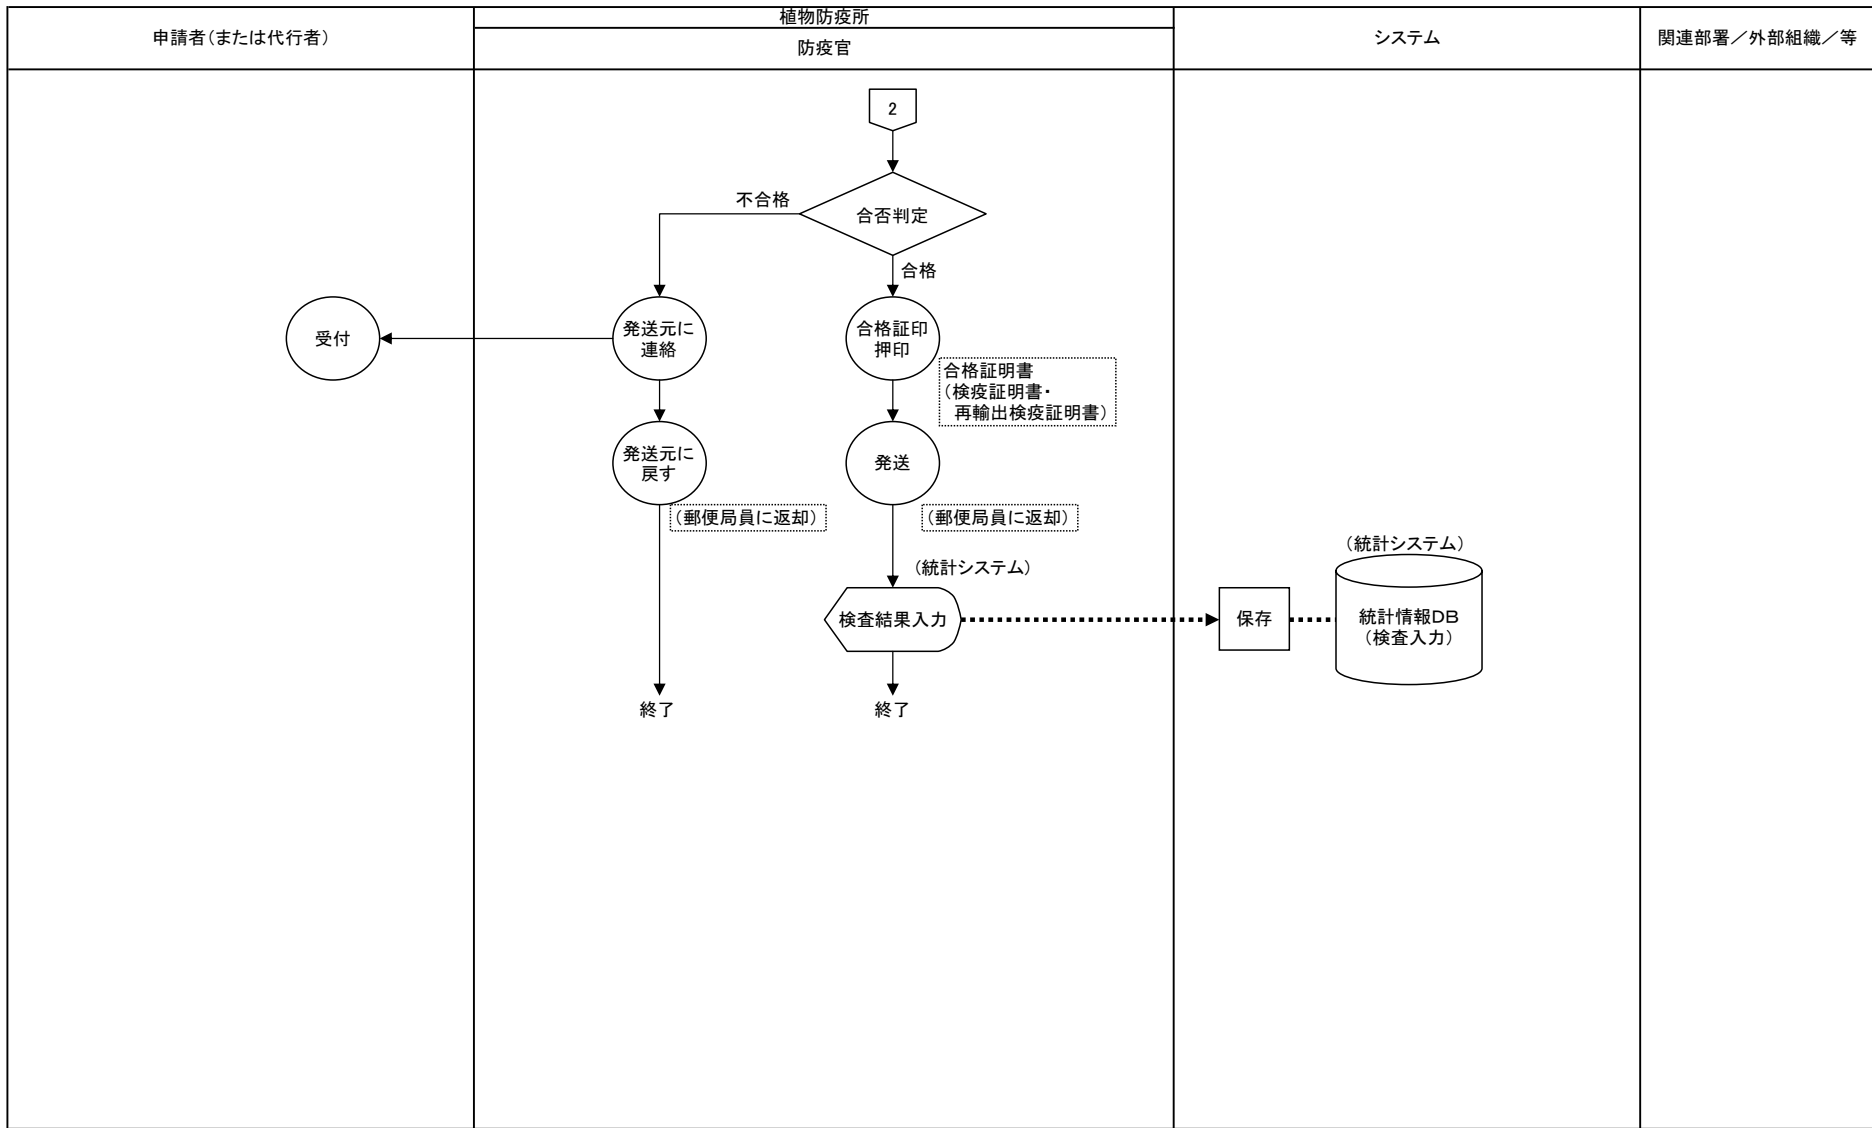 申請者（または代行者）
植物防疫所
防疫官
システム
関連部署／外部組織／等
2
合否判定
不合格
合格
受付
発送元に
連絡
合格証印
押印
合格証明書
（検疫証明書・
再輸出検疫証明書）
発送元に
戻す
発送
（郵便局員に返却）
（郵便局員に返却）
（統計システム）
（統計システム）
検査結果入力
保存
統計情報DB
（検査入力）
終了
終了